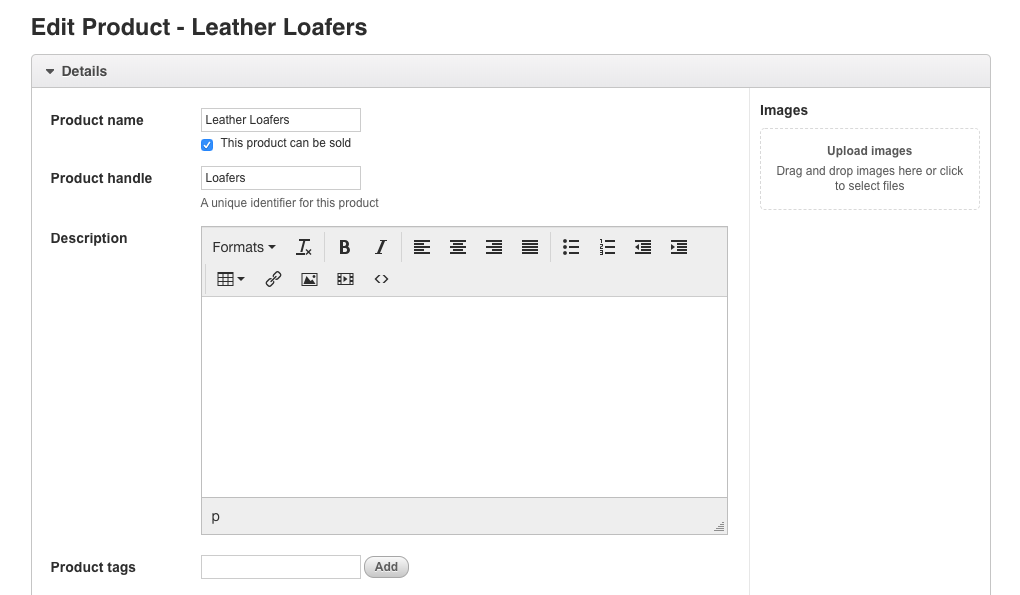 Edit Product - Leather Loafers
Details
Product name
Leather Loafers
This product can be sold
Product handle
Loafers
A unique identifier for this product
Description
Formats
p
Product tags
Add
Images
Upload images
Drag and drop images here or click
to select files